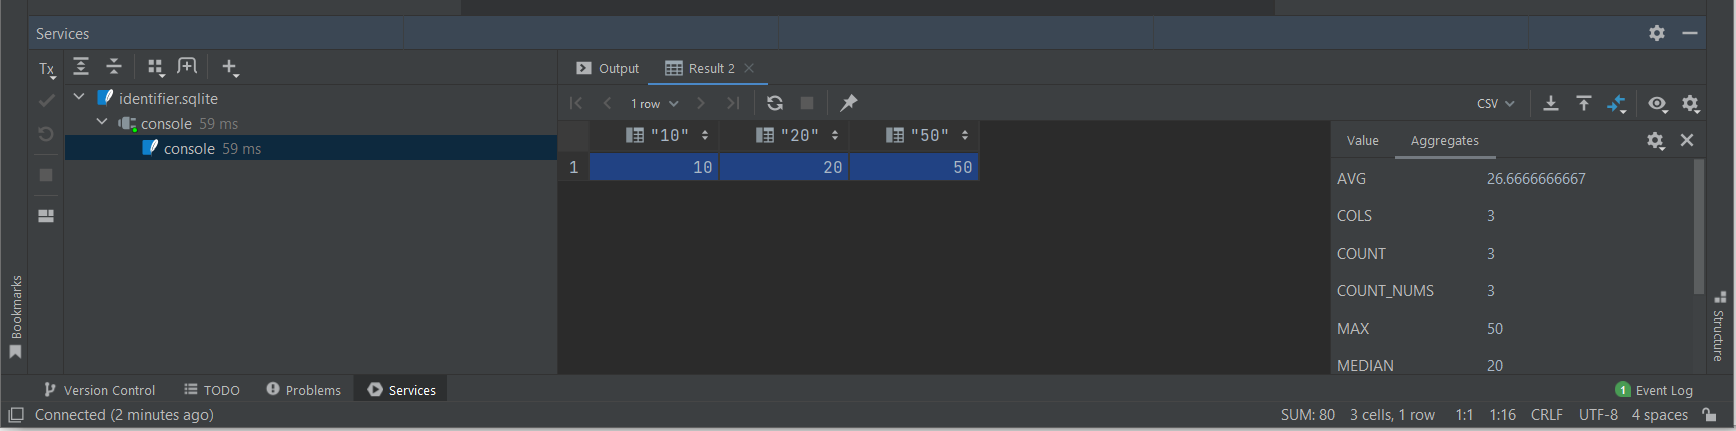 Services
Tx
Output
Result 2
identifier.sqlite
console 59 ms
console 59 ms
1 row
CSV
"10" "20" "50"
1 10 20 50
Value Aggregates
AVG 26.6666666667
COLS 3
COUNT 3
COUNT_NUMS 3
MAX 50
MEDIAN 20
Bookmarks
Structure
Version Control TODO Problems Services
1 Event Log
Connected (2 minutes ago)
SUM: 80 3 cells, 1 row 1:1 1:16 CRLF UTF-8 4 spaces